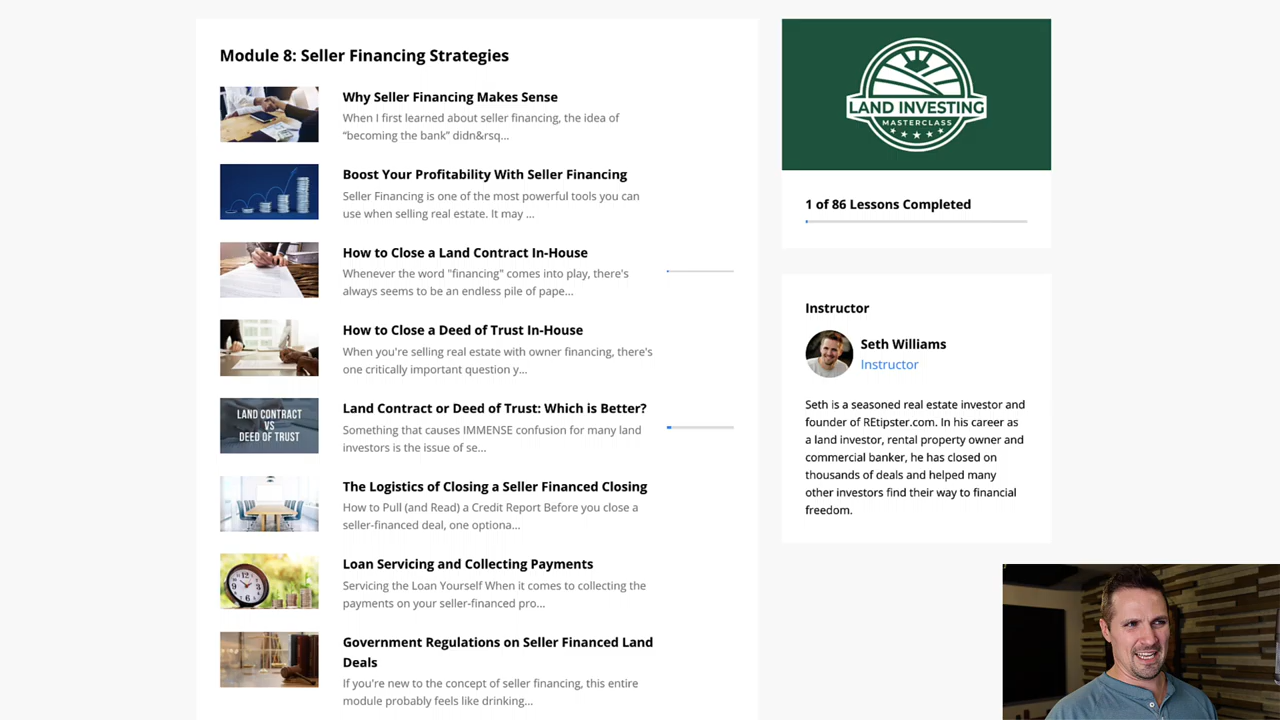 Module 8: Seller Financing Strategies
Why Seller Financing Makes Sense
When I first learned about seller financing, the idea of
“becoming the bank” didn&rsq...
Boost Your Profitability With Seller Financing
Seller Financing is one of the most powerful tools you can
use when selling real estate. It may ...
How to Close a Land Contract In-House
Whenever the word "financing" comes into play, there's
always seems to be an endless pile of pape...
How to Close a Deed of Trust In-House
When you're selling real estate with owner financing, there's
one critically important question y...
LAND CONTRACT
VS
DEED OF TRUST
Land Contract or Deed of Trust: Which is Better?
Something that causes IMMENSE confusion for many land
investors is the issue of se...
The Logistics of Closing a Seller Financed Closing
How to Pull (and Read) a Credit Report Before you close a
seller-financed deal, one optiona...
Loan Servicing and Collecting Payments
Servicing the Loan Yourself When it comes to collecting the
payments on your seller-financed pro...
Government Regulations on Seller Financed Land
Deals
If you're new to the concept of seller financing, this entire
module probably feels like drinking...
LAND INVESTING
MASTERCLASS
1 of 86 Lessons Completed
Instructor
Seth Williams
Instructor
Seth is a seasoned real estate investor and
founder of REtipster.com. In his career as
a land investor, rental property owner and
commercial banker, he has closed on
thousands of deals and helped many
other investors find their way to financial
freedom.